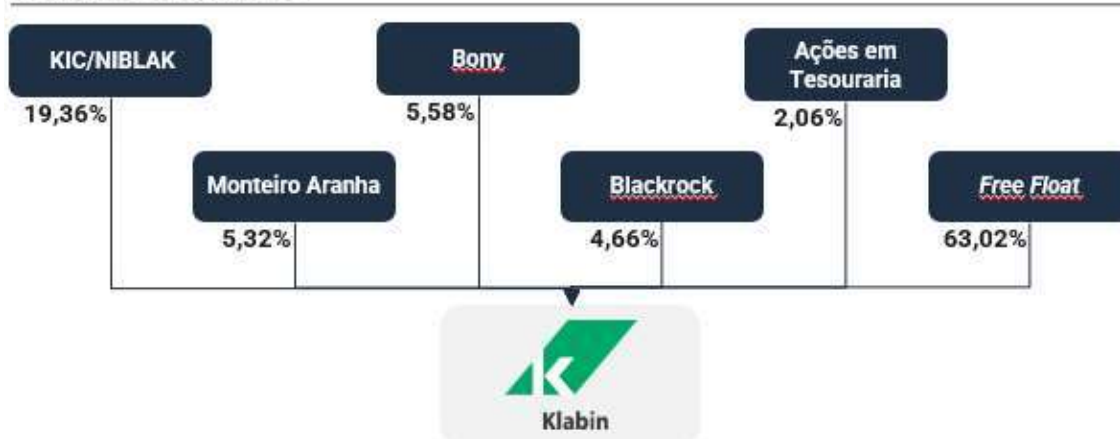 KIC/NIBLAK
19,36%
Monteiro Aranha
5,32%
Bony
5,58%
Blackrock
4,66%
Ações em
Tesouraria
2,06%
Free Float
63,02%
Klabin